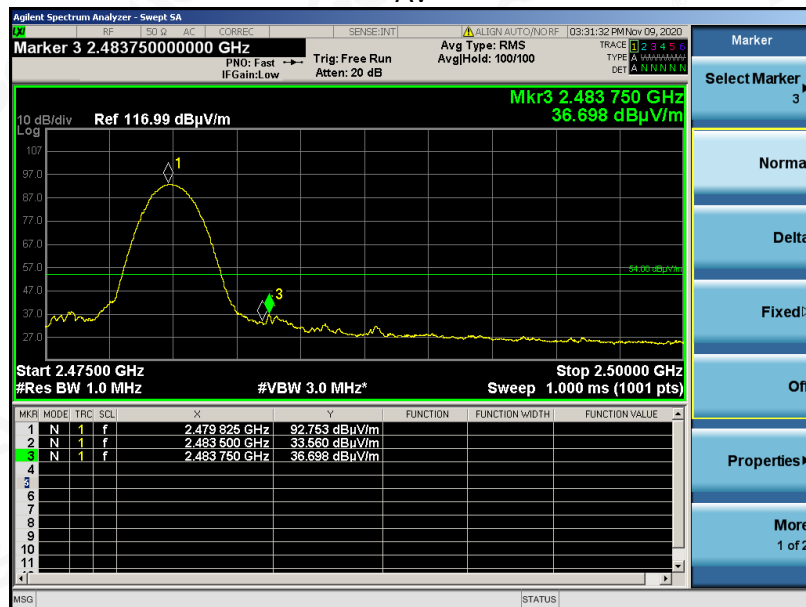 Agilent Spectrum Analyzer - Swept SA
LXI RF 50 Ω AC CORREC SENSE:INT ALIGN AUTO/NO RF 03:31:32 PM Nov 09, 2020
Marker 3 2.483750000000 GHz
PNO: Fast
IFGain:Low
Trig: Free Run
Atten: 20 dB
Avg Type: RMS
Avg|Hold: 100/100
TRACE 1 2 3 4 5 6
TYPE A WWWWW
DET A N N N N N
Mkr3 2.483 750 GHz
36.698 dBµV/m
10 dB/div Ref 116.99 dBµV/m
Log
107
97.0
87.0
77.0
67.0
57.0
47.0
37.0
27.0
1
3
54.00 dBµV/m
Start 2.47500 GHz
Stop 2.50000 GHz
#Res BW 1.0 MHz #VBW 3.0 MHz* Sweep 1.000 ms (1001 pts)
MKR MODE TRC SCL X Y FUNCTION FUNCTION WIDTH FUNCTION VALUE
1 N 1 f 2.479 825 GHz 92.753 dBµV/m
2 N 1 f 2.483 500 GHz 33.560 dBµV/m
3 N 1 f 2.483 750 GHz 36.698 dBµV/m
4
5
6
7
8
9
10
11
MSG STATUS
Marker
Select Marker
3
Norma
Delta
Fixed
Off
Properties
More
1 of 2